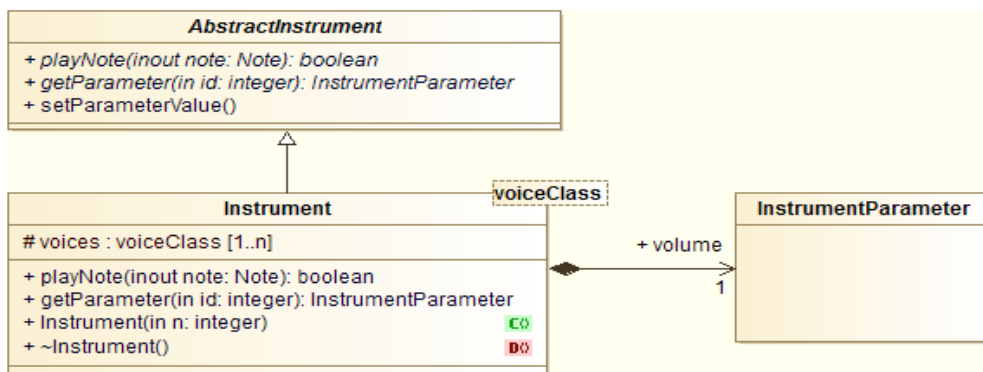 AbstractInstrument
+ playNote(inout note: Note): boolean
+ getParameter(in id: integer): InstrumentParameter
+ setParameterValue()
voiceClass
Instrument
# voices : voiceClass [1..n]
+ playNote(inout note: Note): boolean
+ getParameter(in id: integer): InstrumentParameter
+ Instrument(in n: integer) C()
+ ~Instrument() D()
+ volume
1
InstrumentParameter